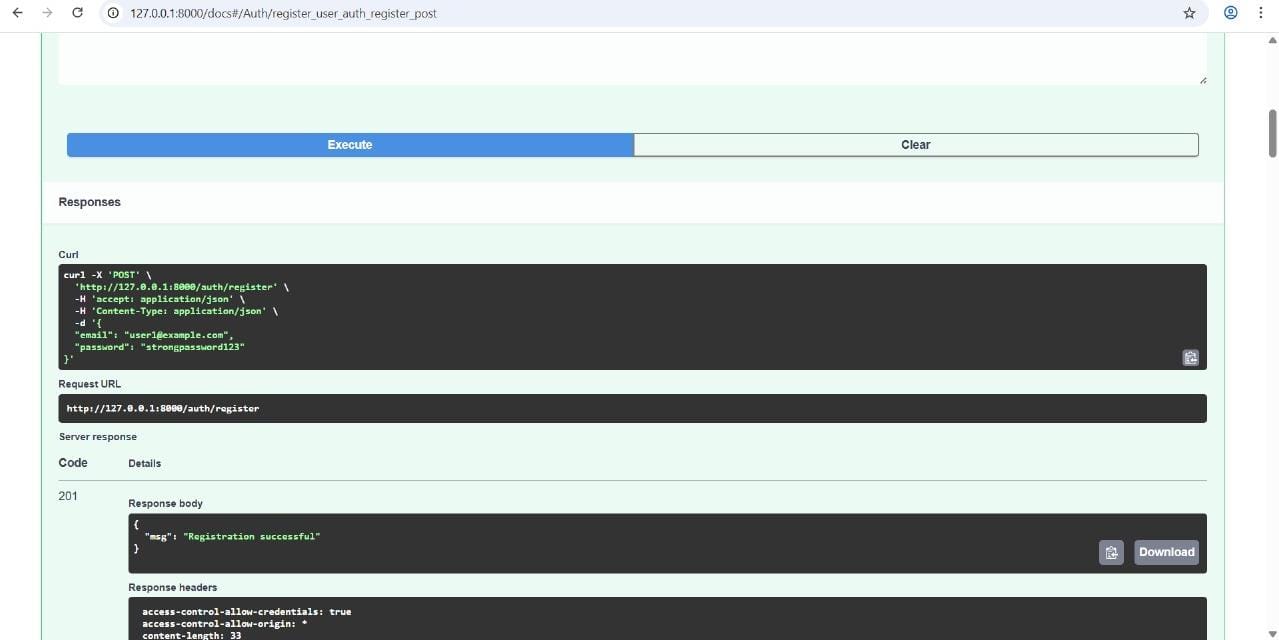 127.0.0.1:8000/docs#/Auth/register_user_auth_register_post
Execute
Clear
Responses
Curl
curl -X 'POST' \
'http://127.0.0.1:8000/auth/register' \
-H 'accept: application/json' \
-H 'Content-Type: application/json' \
-d '{
"email": "user1@example.com",
"password": "strongpassword123"
}'
Request URL
http://127.0.0.1:8000/auth/register
Server response
Code Details
201
Response body
{
"msg": "Registration successful"
}
Download
Response headers
access-control-allow-credentials: true
access-control-allow-origin: *
content-length: 33